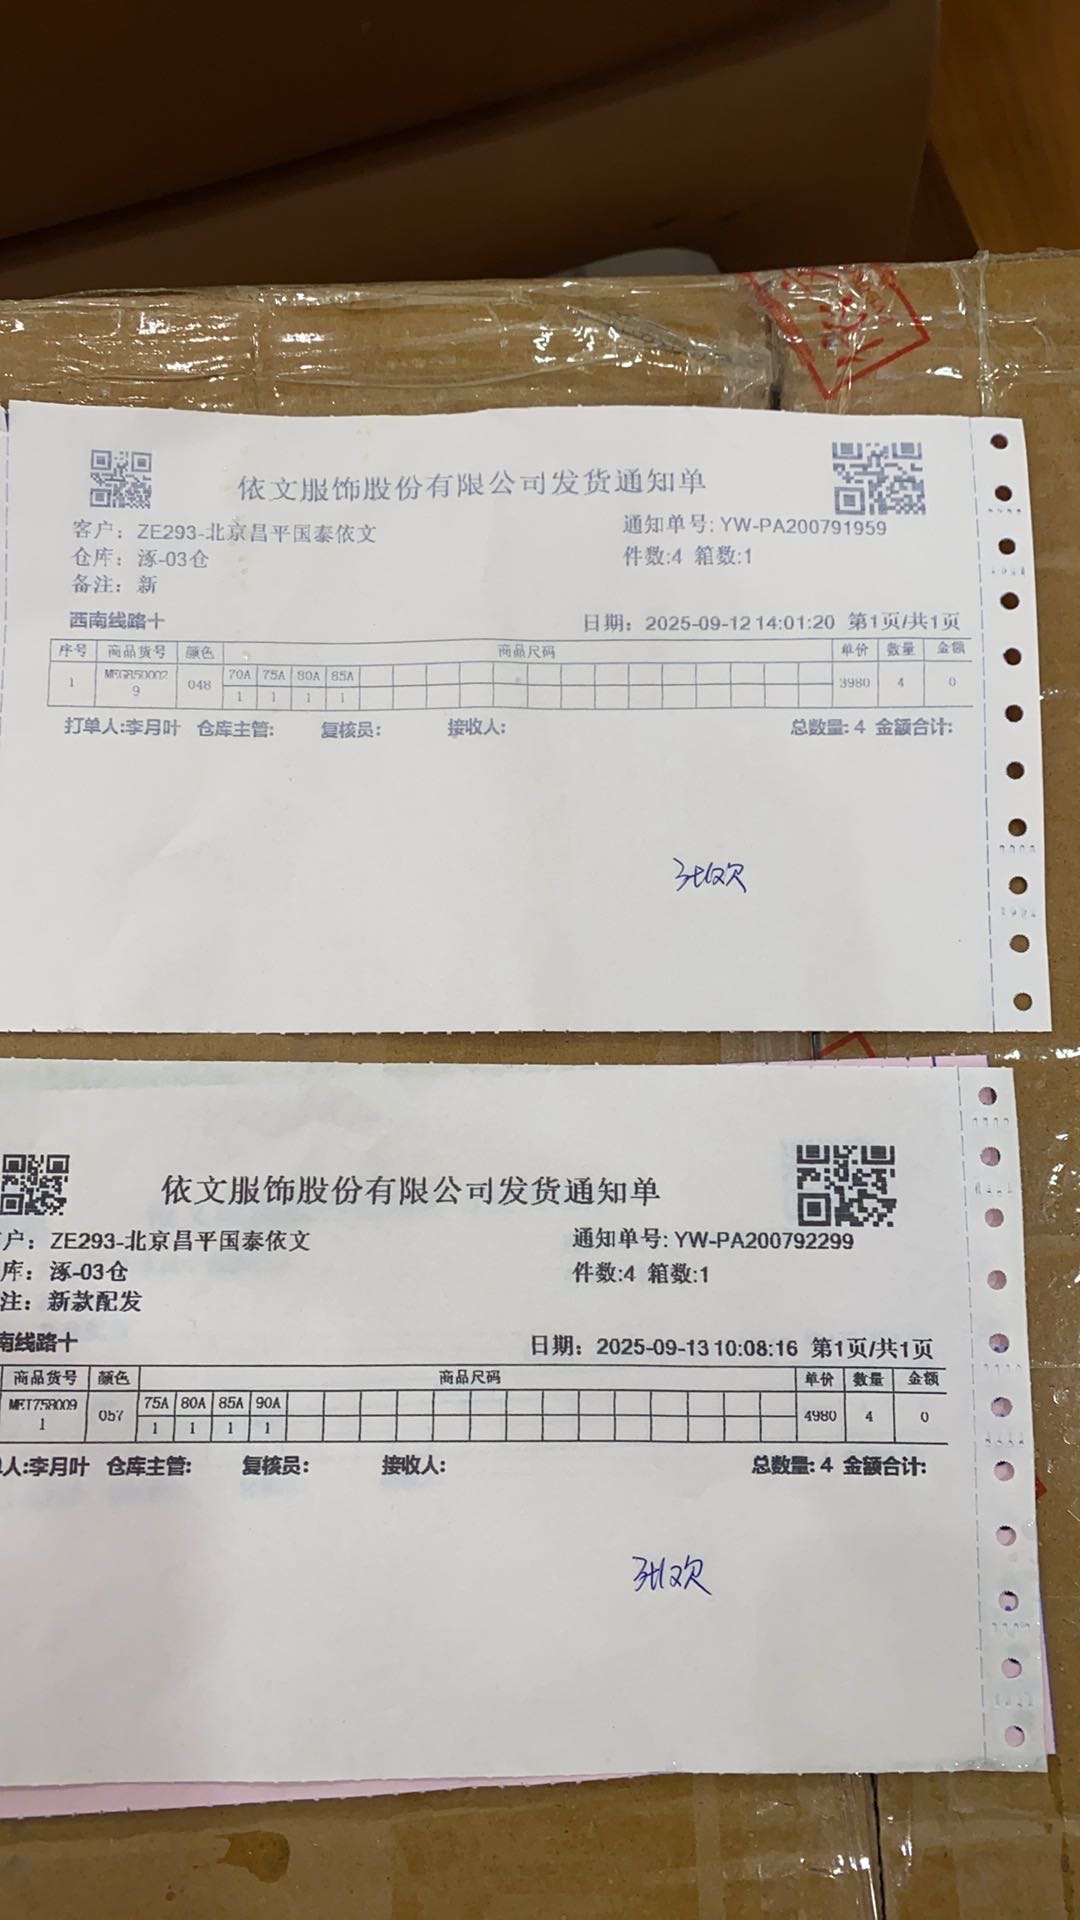 依文服饰股份有限公司发货通知单
客户：ZE293-北京昌平国泰依文
通知单号:YW-PA200791959
仓库：涿-03仓
件数:4 箱数:1
备注：新
西南线路十
日期：2025-09-12 14:01:20 第1页/共1页
序号 商品货号 颜色 商品尺码 单价 数量 金额
70A 75A 80A 85A
1 048 3980 4 0
1 1 1 1
打单人:李月叶 仓库主管: 复核员: 接收人: 总数量: 4 金额合计:
张欢
依文服饰股份有限公司发货通知单
户：ZE293-北京昌平国泰依文
通知单号:YW-PA200792299
库：涿-03仓
件数:4 箱数:1
注：新款配发
南线路十
日期：2025-09-13 10:08:16 第1页/共1页
商品货号 颜色 商品尺码 单价 数量 金额
75A 80A 85A 90A
057 4980 4 0
1 1 1 1
人:李月叶 仓库主管: 复核员: 接收人: 总数量: 4 金额合计:
张欢